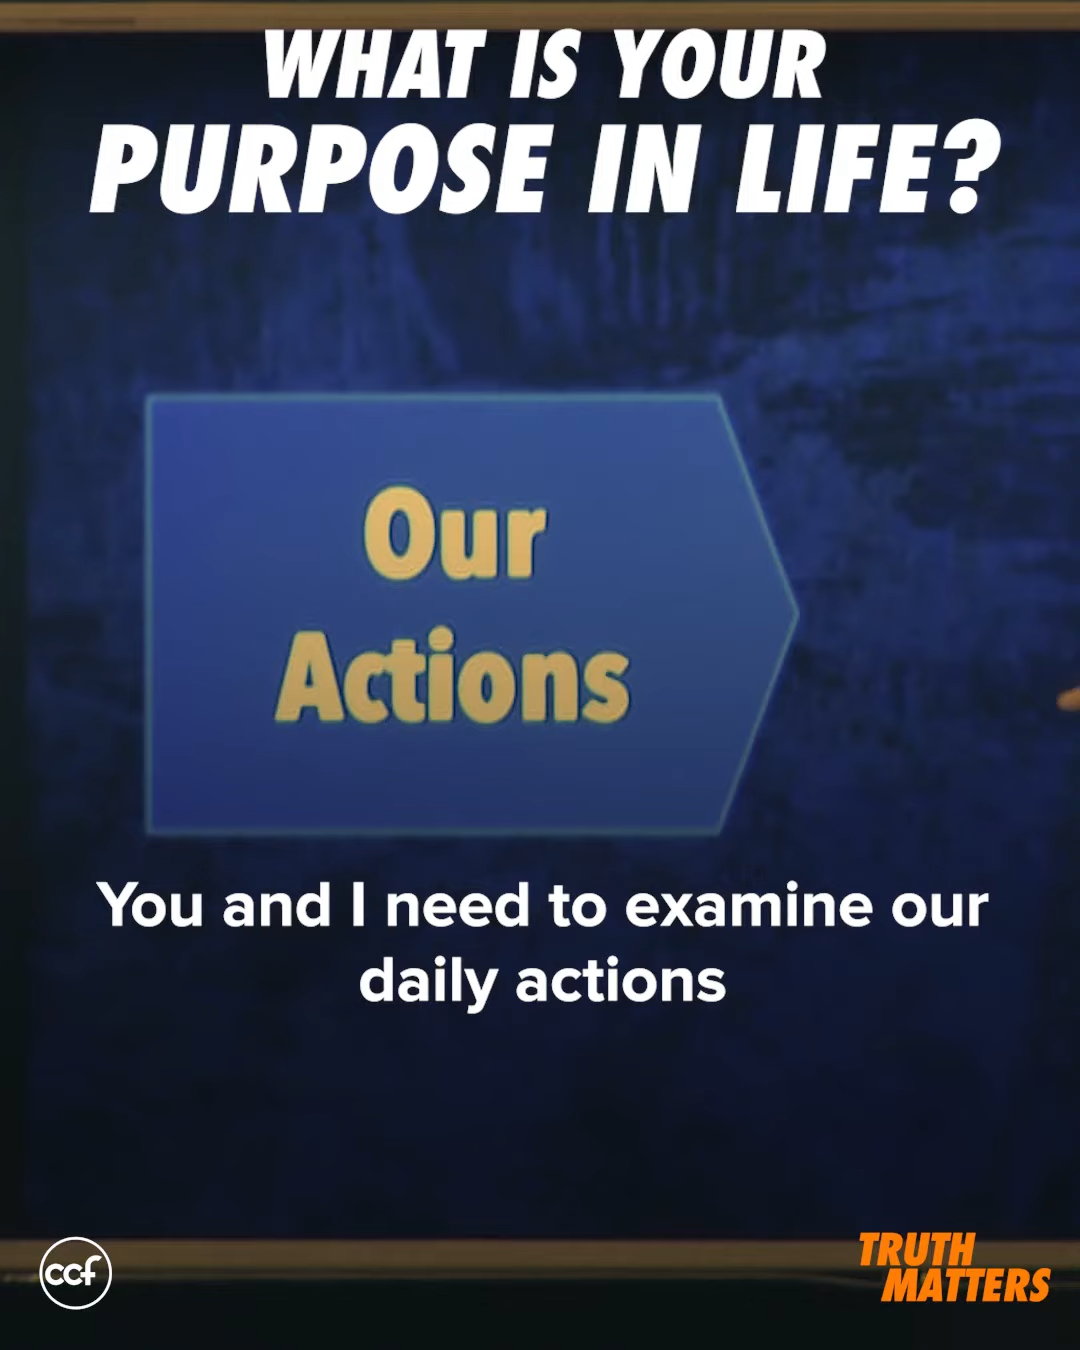 WHAT IS YOUR
PURPOSE IN LIFE?
Our
Actions
You and I need to examine our
daily actions
ccf
TRUTH
MATTERS